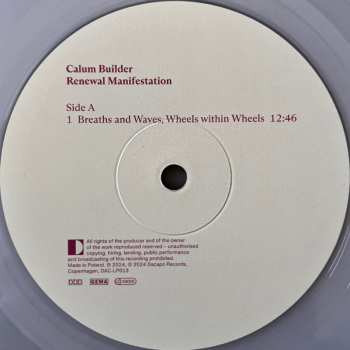 Calum Builder
Renewal Manifestation
Side A
1 Breaths and Waves, Wheels within Wheels 12:46
All rights of the producer and of the owner
of the work reproduced reserved – unauthorised
copying, hiring, lending, public performance
and broadcasting of this recording prohibited.
Made in Poland. ℗ 2024, © 2024 Dacapo Records,
Copenhagen, DAC-LP013
DDD GEMA